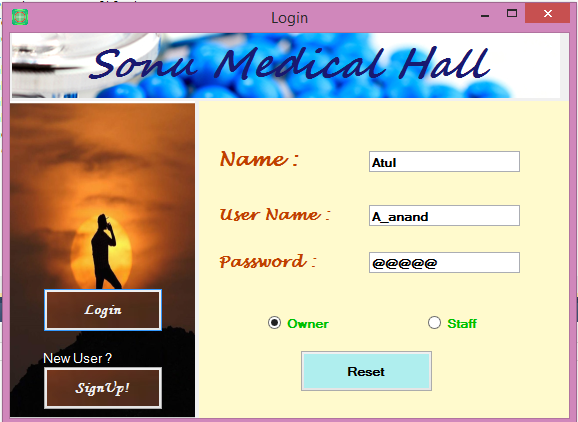 Login
Sonu Medical Hall
Name :
Atul
User Name :
A_anand
Password :
@@@@@
Owner
Staff
Login
New User ?
SignUp!
Reset